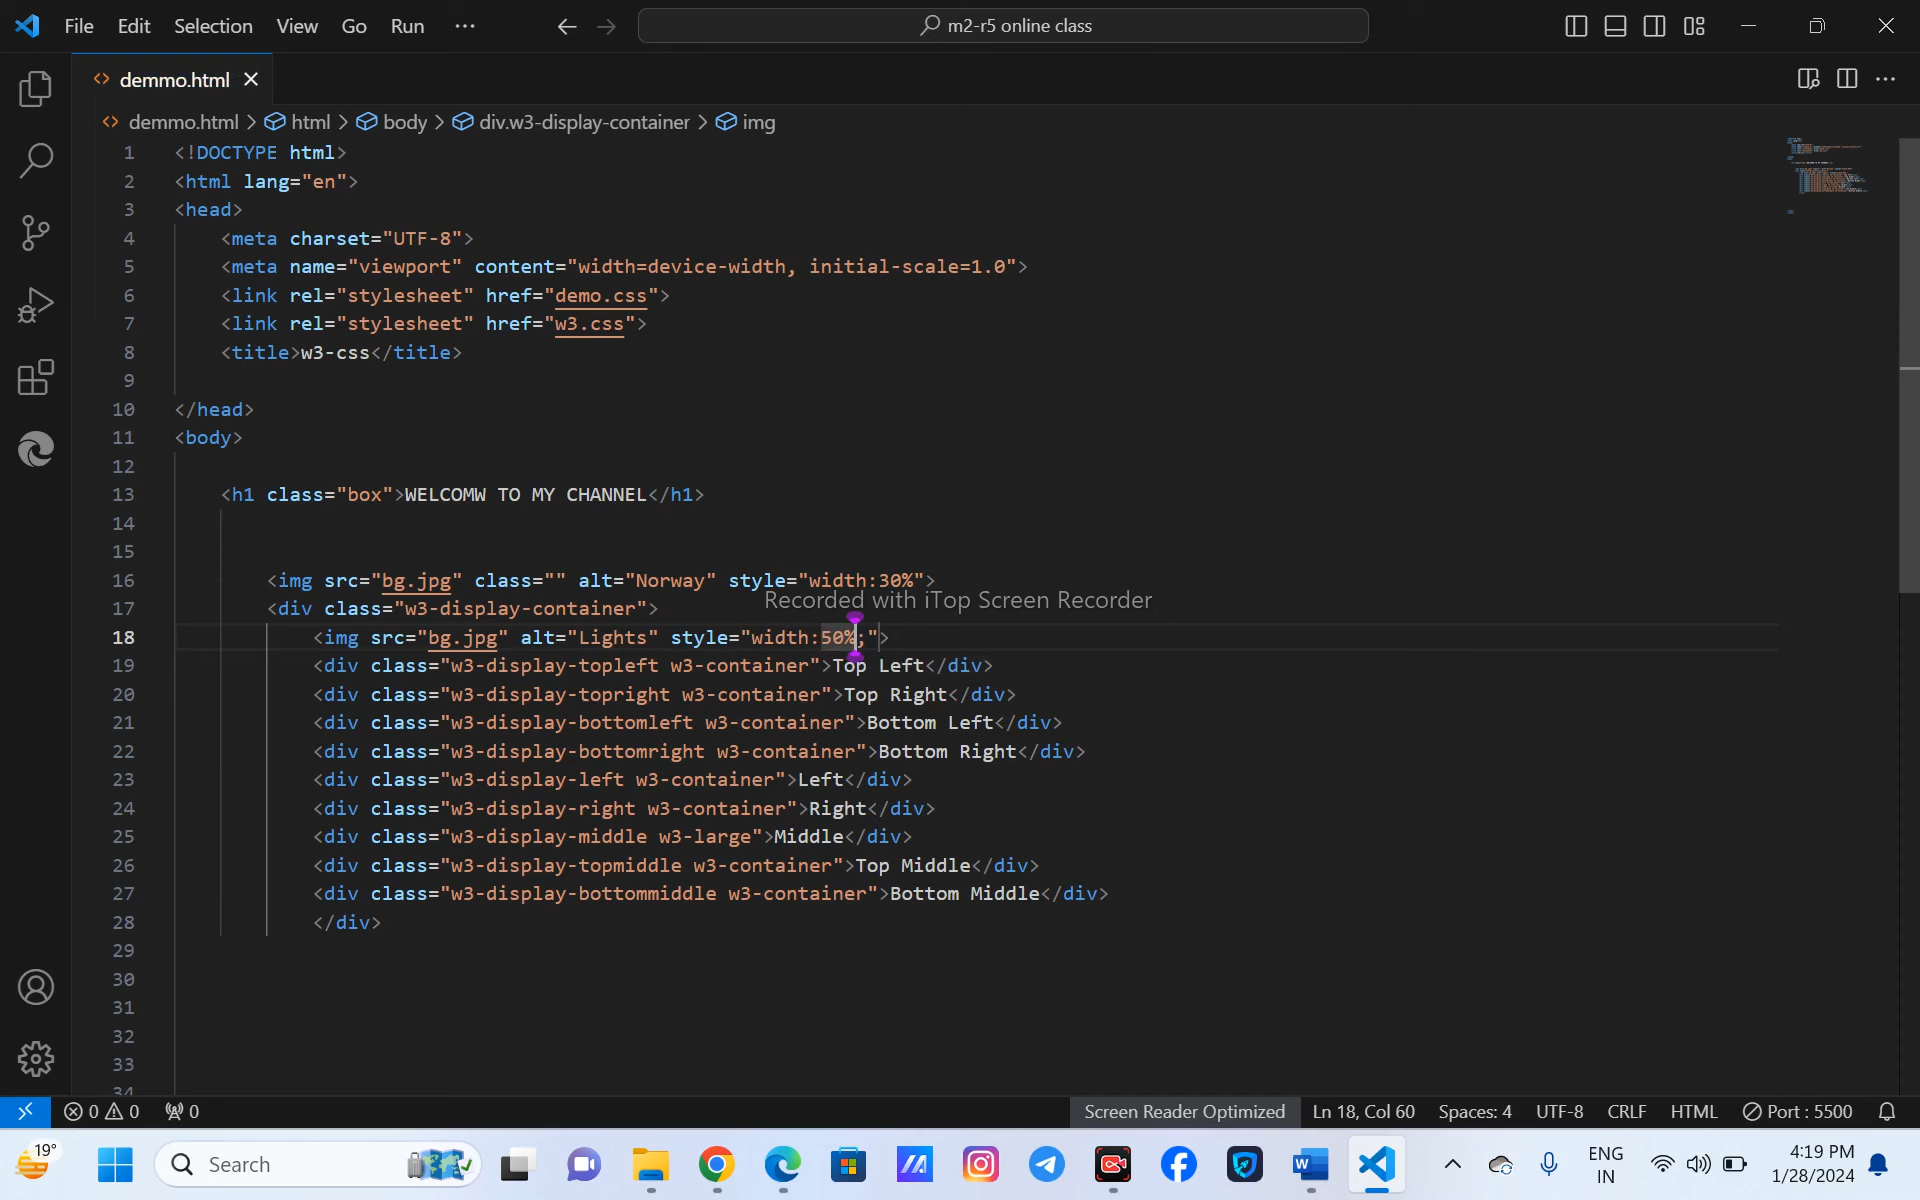 File Edit Selection View Go Run ··· m2-r5 online class
demmo.html
demmo.html > html > body > div.w3-display-container > img
1 <!DOCTYPE html>
2 <html lang="en">
3 <head>
4 <meta charset="UTF-8">
5 <meta name="viewport" content="width=device-width, initial-scale=1.0">
6 <link rel="stylesheet" href="demo.css">
7 <link rel="stylesheet" href="w3.css">
8 <title>w3-css</title>
9
10 </head>
11 <body>
12
13 <h1 class="box">WELCOMW TO MY CHANNEL</h1>
14
15
16 <img src="bg.jpg" class="" alt="Norway" style="width:30%">
Recorded with iTop Screen Recorder
17 <div class="w3-display-container">
18 <img src="bg.jpg" alt="Lights" style="width:50%;">
19 <div class="w3-display-topleft w3-container">Top Left</div>
20 <div class="w3-display-topright w3-container">Top Right</div>
21 <div class="w3-display-bottomleft w3-container">Bottom Left</div>
22 <div class="w3-display-bottomright w3-container">Bottom Right</div>
23 <div class="w3-display-left w3-container">Left</div>
24 <div class="w3-display-right w3-container">Right</div>
25 <div class="w3-display-middle w3-large">Middle</div>
26 <div class="w3-display-topmiddle w3-container">Top Middle</div>
27 <div class="w3-display-bottommiddle w3-container">Bottom Middle</div>
28 </div>
29
30
31
32
33
34
0 0 0 Screen Reader Optimized Ln 18, Col 60 Spaces: 4 UTF-8 CRLF HTML Port : 5500
19° Search ENG 4:19 PM
IN 1/28/2024